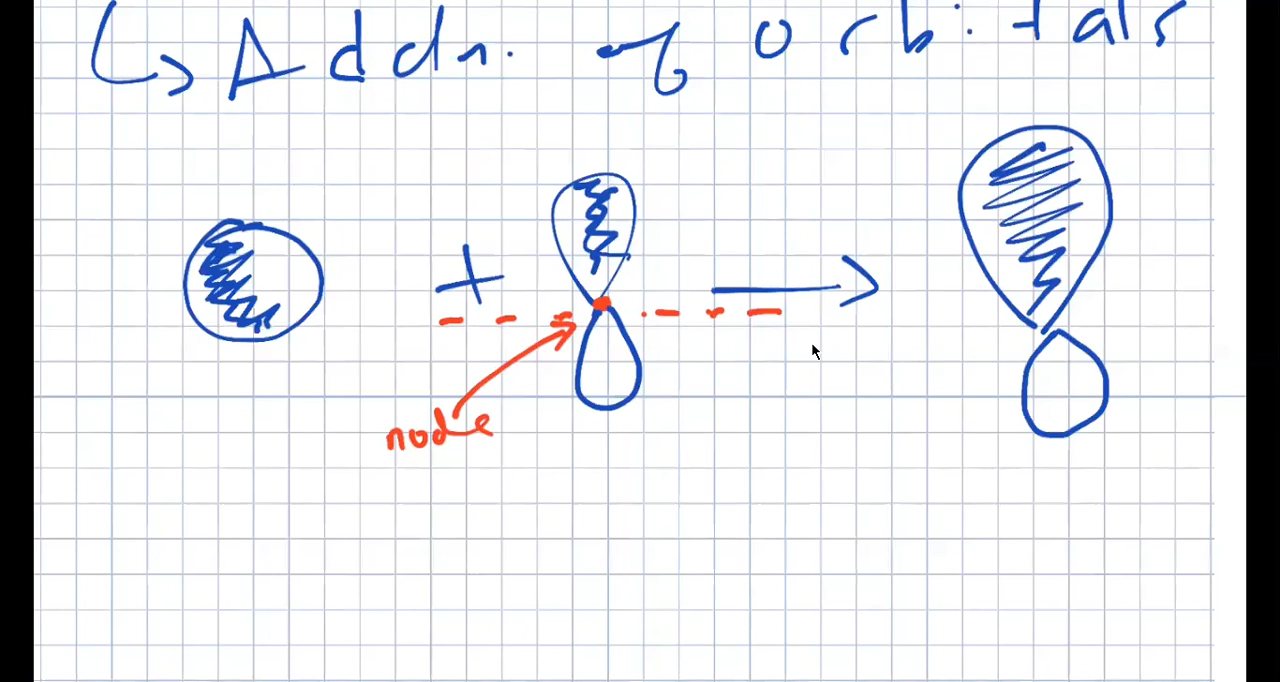 ↳ Addn. of orbitals
+ →
node